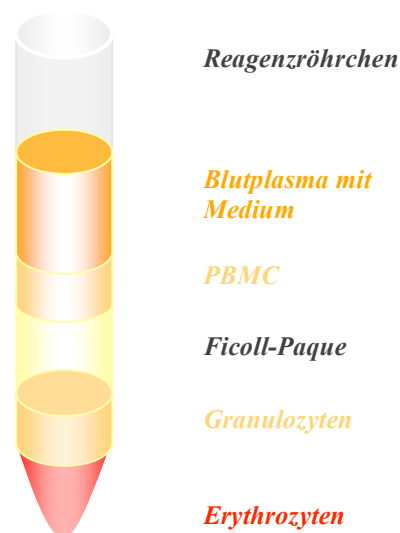 Reagenzröhrchen
Blutplasma mit
Medium
PBMC
Ficoll-Paque
Granulozyten
Erythrozyten